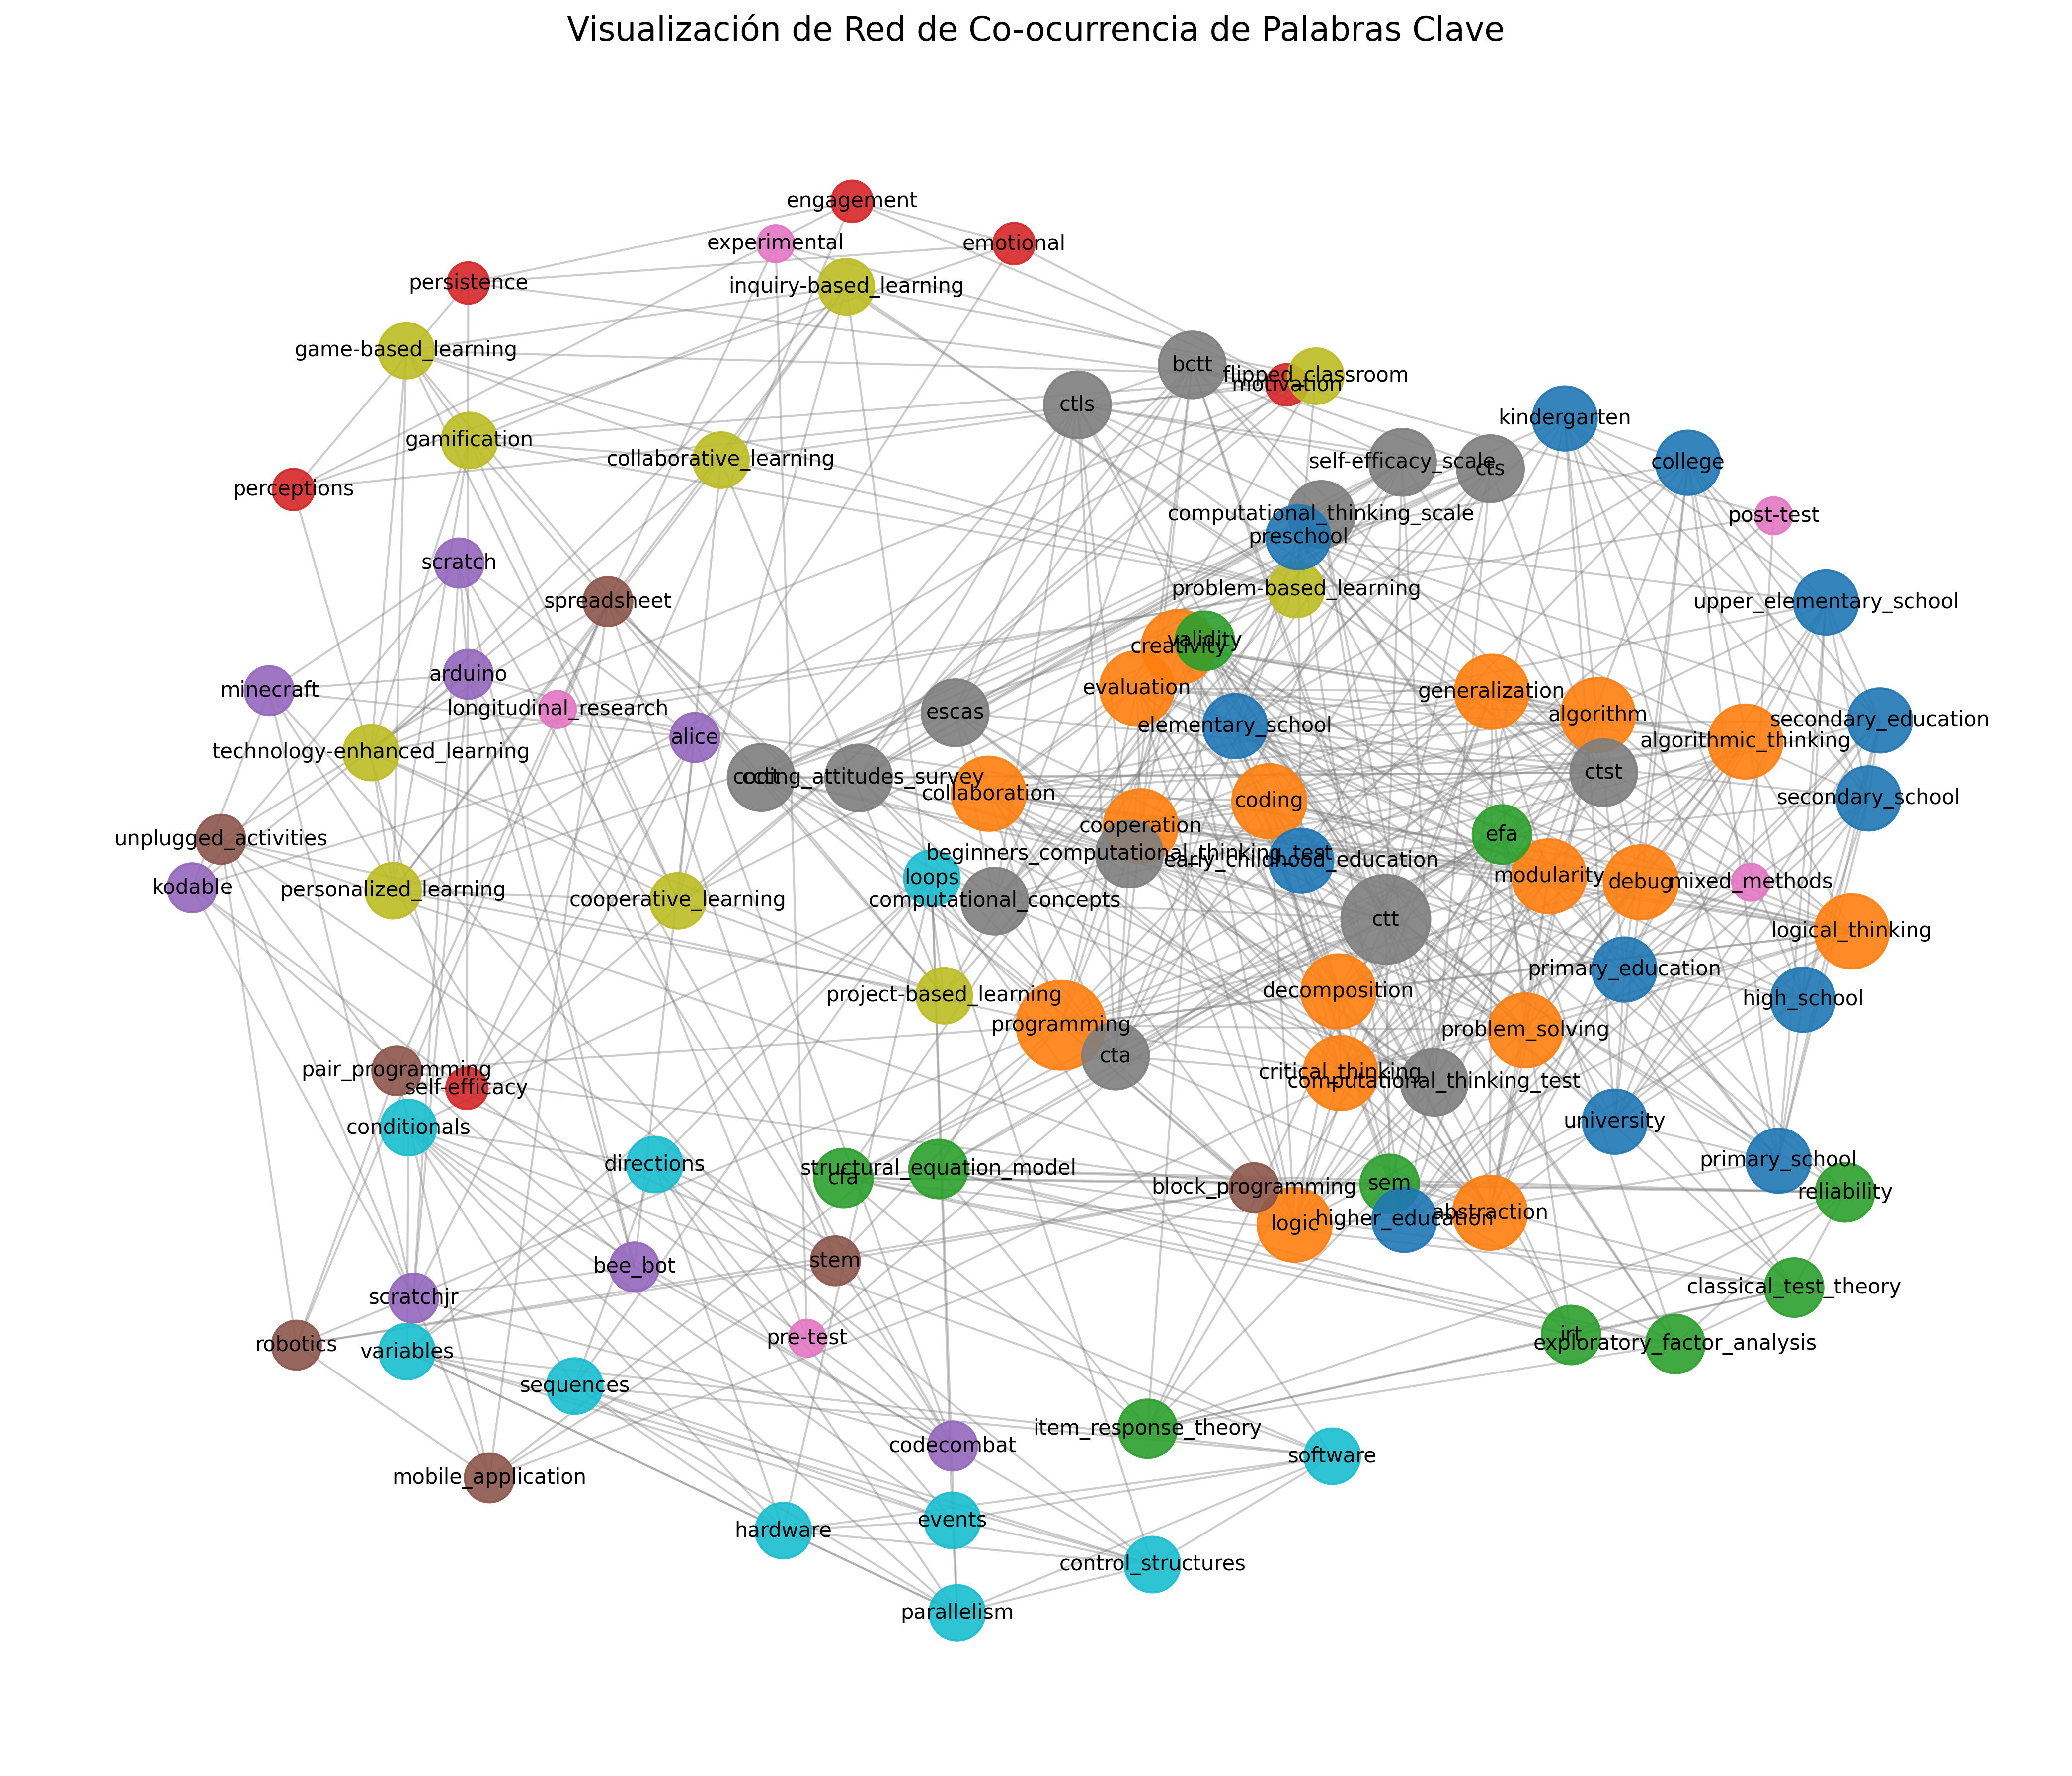 Visualización de Red de Co-ocurrencia de Palabras Clave
engagement
experimental
emotional
persistence
inquiry-based_learning
game-based_learning
bctt
flipped_classroom
motivation
ctls
kindergarten
gamification
collaborative_learning
self-efficacy_scale
cts
college
perceptions
computational_thinking_scale
post-test
preschool
scratch
problem-based_learning
spreadsheet
upper_elementary_school
validity
creativity
arduino
evaluation
minecraft
generalization
longitudinal_research
escas
algorithm
secondary_education
elementary_school
alice
algorithmic_thinking
technology-enhanced_learning
ctst
coding_attitudes_survey
collaboration
secondary_school
coding
cooperation
efa
unplugged_activities
beginners_computational_thinking_test
early_childhood_education
loops
modularity
debug
mixed_methods
kodable
personalized_learning
cooperative_learning
computational_concepts
ctt
logical_thinking
primary_education
decomposition
project-based_learning
high_school
programming
problem_solving
cta
pair_programming
critical_thinking
computational_thinking_test
self-efficacy
conditionals
university
directions
structural_equation_model
cfa
primary_school
block_programming
sem
reliability
logic
higher_education
abstraction
stem
bee_bot
classical_test_theory
scratchjr
robotics
variables
pre-test
irt
exploratory_factor_analysis
sequences
item_response_theory
codecombat
software
mobile_application
hardware
events
control_structures
parallelism